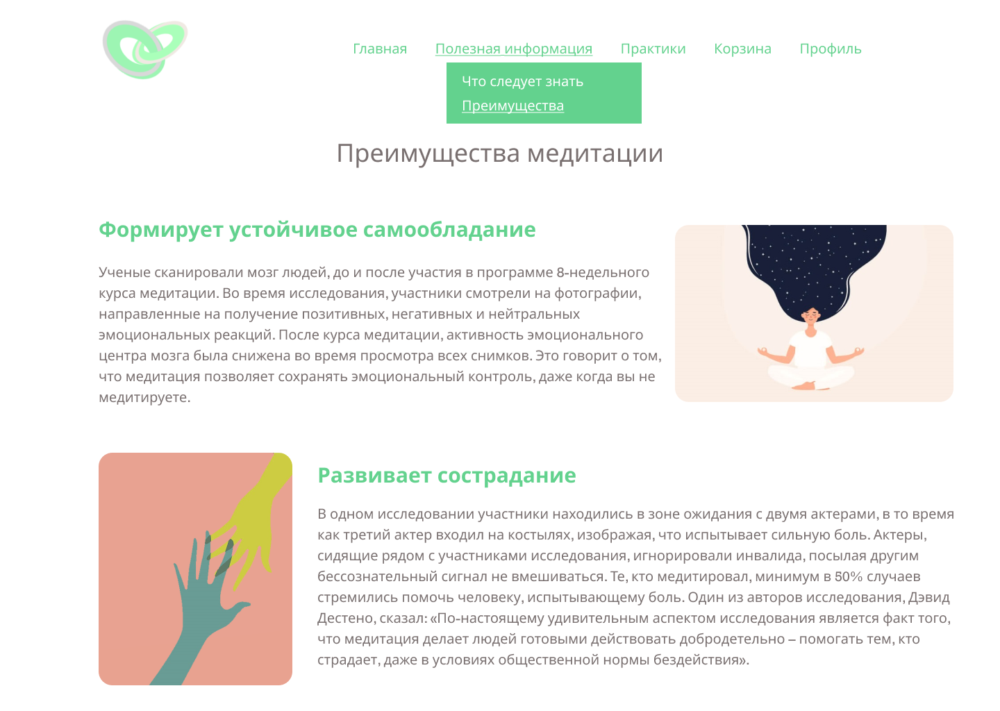 Главная Полезная информация Практики Корзина Профиль
Что следует знать
Преимущества
Преимущества медитации
Формирует устойчивое самообладание
Ученые сканировали мозг людей, до и после участия в программе 8-недельного
курса медитации. Во время исследования, участники смотрели на фотографии,
направленные на получение позитивных, негативных и нейтральных
эмоциональных реакций. После курса медитации, активность эмоционального
центра мозга была снижена во время просмотра всех снимков. Это говорит о том,
что медитация позволяет сохранять эмоциональный контроль, даже когда вы не
медитируете.
Развивает сострадание
В одном исследовании участники находились в зоне ожидания с двумя актерами, в то время
как третий актер входил на костылях, изображая, что испытывает сильную боль. Актеры,
сидящие рядом с участниками исследования, игнорировали инвалида, посылая другим
бессознательный сигнал не вмешиваться. Те, кто медитировал, минимум в 50% случаев
стремились помочь человеку, испытывающему боль. Один из авторов исследования, Дэвид
Дестено, сказал: «По-настоящему удивительным аспектом исследования является факт того,
что медитация делает людей готовыми действовать добродетельно – помогать тем, кто
страдает, даже в условиях общественной нормы бездействия».